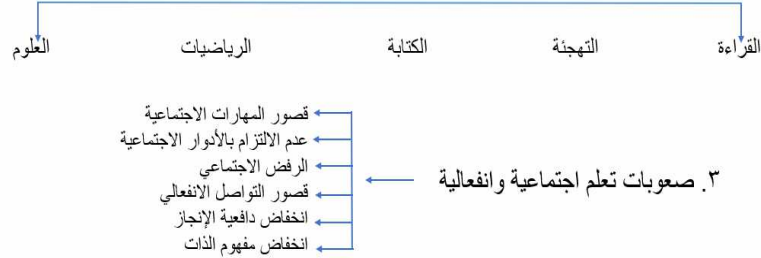 القراءة التهجئة الكتابة الرياضيات العلوم
قصور المهارات الاجتماعية
عدم الالتزام بالأدوار الاجتماعية
الرفض الاجتماعي
٣. صعوبات تعلم اجتماعية وانفعالية
قصور التواصل الانفعالي
انخفاض دافعية الإنجاز
انخفاض مفهوم الذات